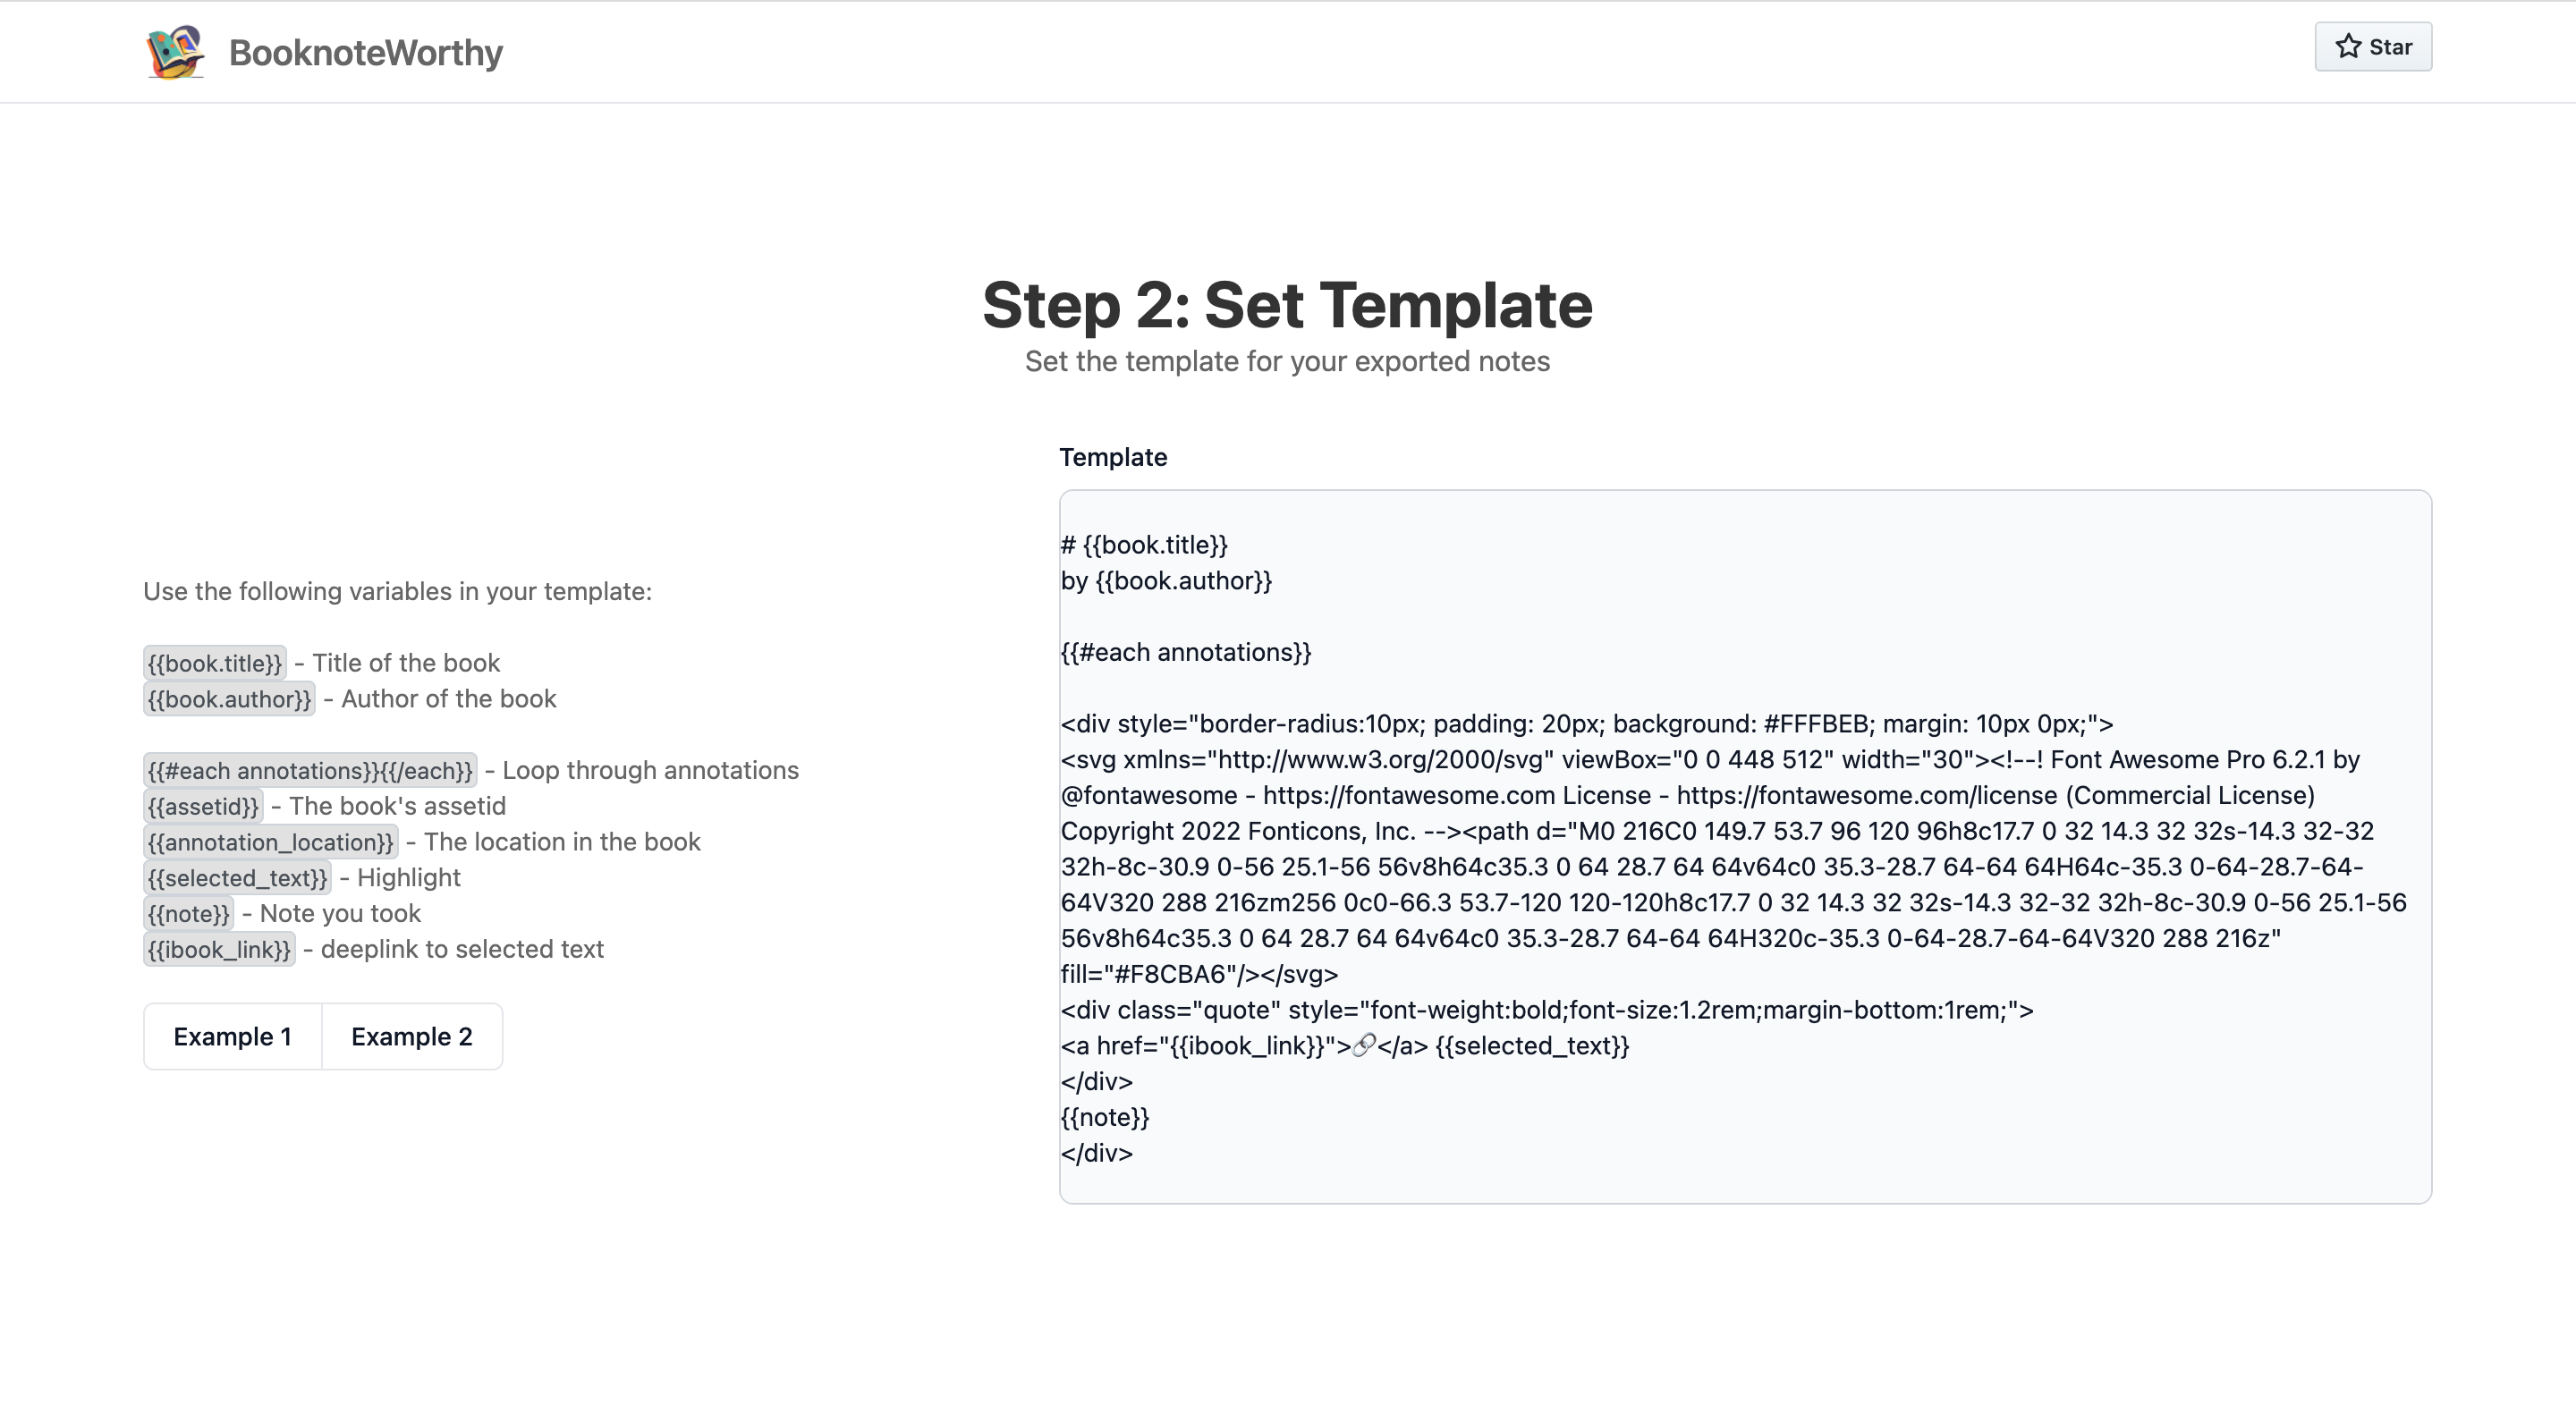 BooknoteWorthy
Star
Step 2: Set Template
Set the template for your exported notes
Use the following variables in your template:
{{book.title}} - Title of the book
{{book.author}} - Author of the book
{{#each annotations}}{{/each}} - Loop through annotations
{{assetid}} - The book's assetid
{{annotation_location}} - The location in the book
{{selected_text}} - Highlight
{{note}} - Note you took
{{ibook_link}} - deeplink to selected text
Example 1
Example 2
Template
# {{book.title}}
by {{book.author}}
{{#each annotations}}
<div style="border-radius:10px; padding: 20px; background: #FFFBEB; margin: 10px 0px;">
<svg xmlns="http://www.w3.org/2000/svg" viewBox="0 0 448 512" width="30"><!--! Font Awesome Pro 6.2.1 by
@fontawesome - https://fontawesome.com License - https://fontawesome.com/license (Commercial License)
Copyright 2022 Fonticons, Inc. --><path d="M0 216C0 149.7 53.7 96 120 96h8c17.7 0 32 14.3 32 32s-14.3 32-32
32h-8c-30.9 0-56 25.1-56 56v8h64c35.3 0 64 28.7 64 64v64c0 35.3-28.7 64-64 64H64c-35.3 0-64-28.7-64-
64V320 288 216zm256 0c0-66.3 53.7-120 120-120h8c17.7 0 32 14.3 32 32s-14.3 32-32 32h-8c-30.9 0-56 25.1-56
56v8h64c35.3 0 64 28.7 64 64v64c0 35.3-28.7 64-64 64H320c-35.3 0-64-28.7-64-64V320 288 216z"
fill="#F8CBA6"/></svg>
<div class="quote" style="font-weight:bold;font-size:1.2rem;margin-bottom:1rem;">
<a href="{{ibook_link}}">🔗</a> {{selected_text}}
</div>
{{note}}
</div>